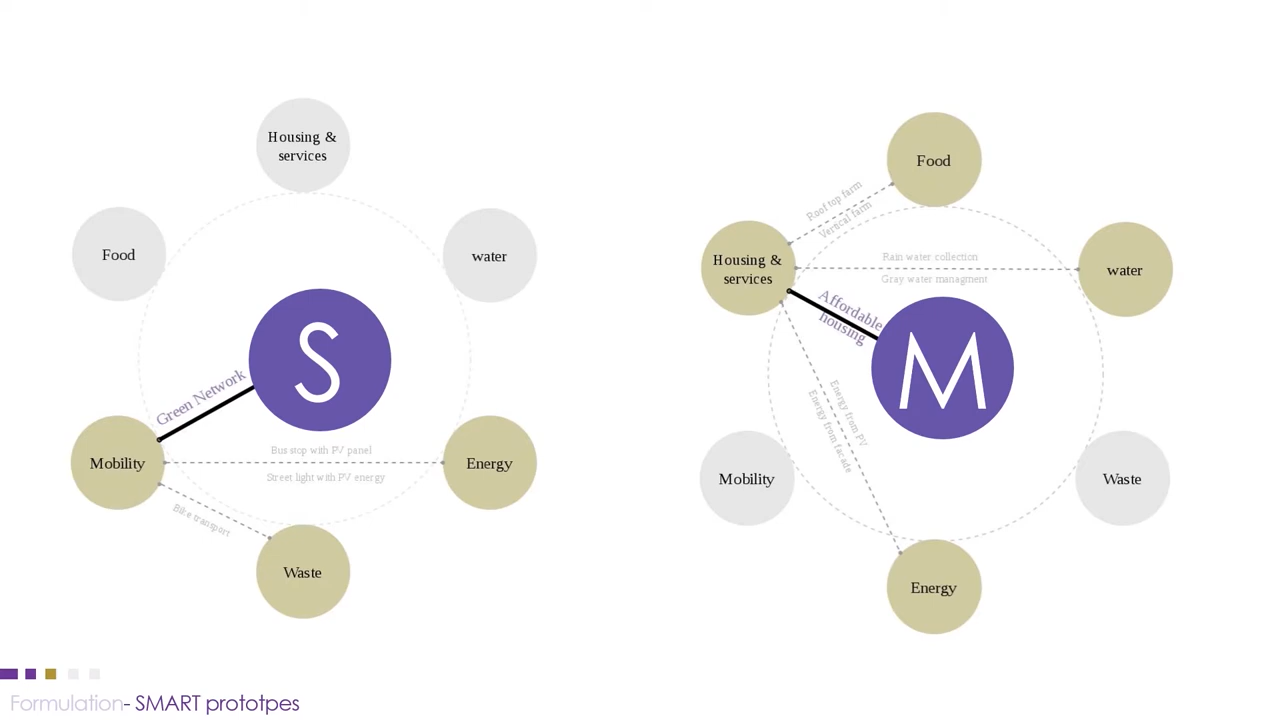 Housing &
services
Food
water
S
Green Network
Mobility
Bus stop with PV panel
Street light with PV energy
Energy
Bike transport
Waste
Food
Roof top farm
Vertical farm
Housing &
services
Rain water collection
Gray water managment
water
Affordable
housing
M
Energy from PV
Energy from facade
Mobility
Waste
Energy
Formulation- SMART prototpes